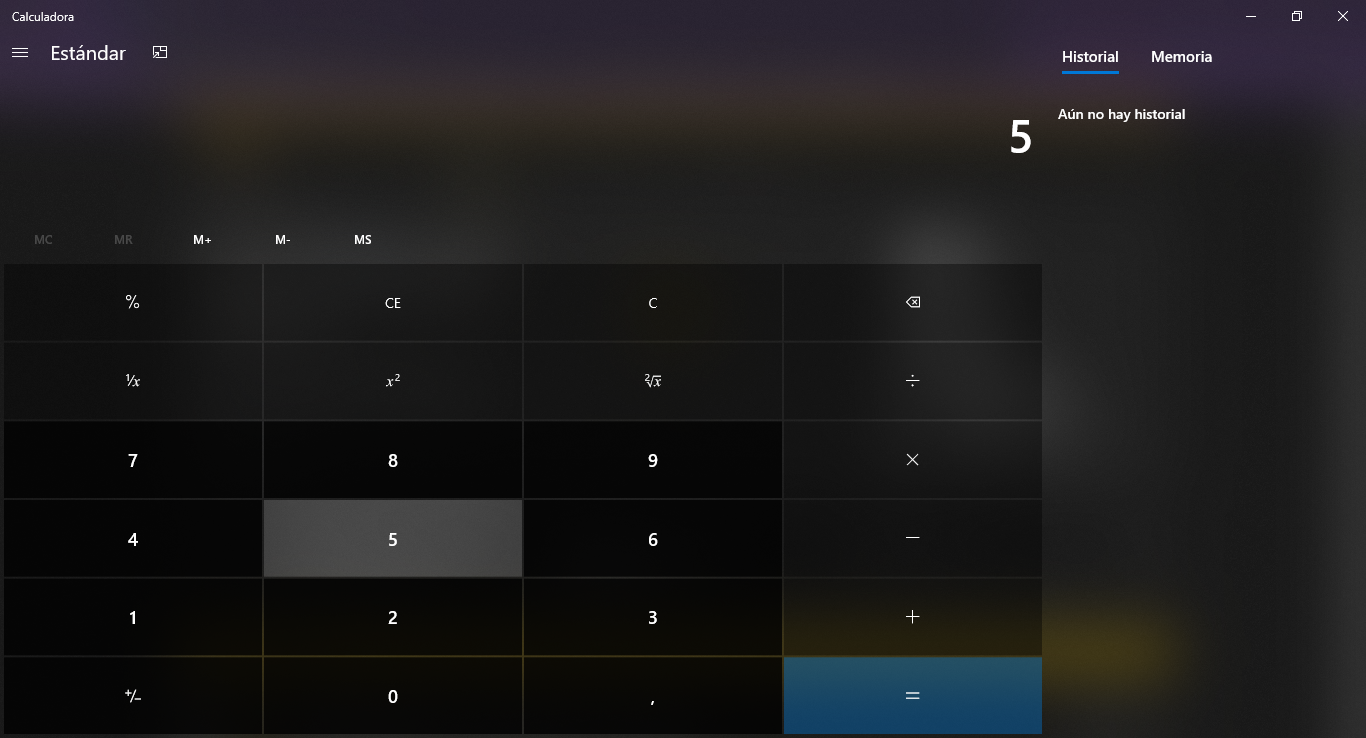 Calculadora
Estándar
Historial Memoria
Aún no hay historial
5
MC MR M+ M- MS
% CE C
¹/x x² ²√x ÷
7 8 9 ×
4 5 6 −
1 2 3 +
+/− 0 , =